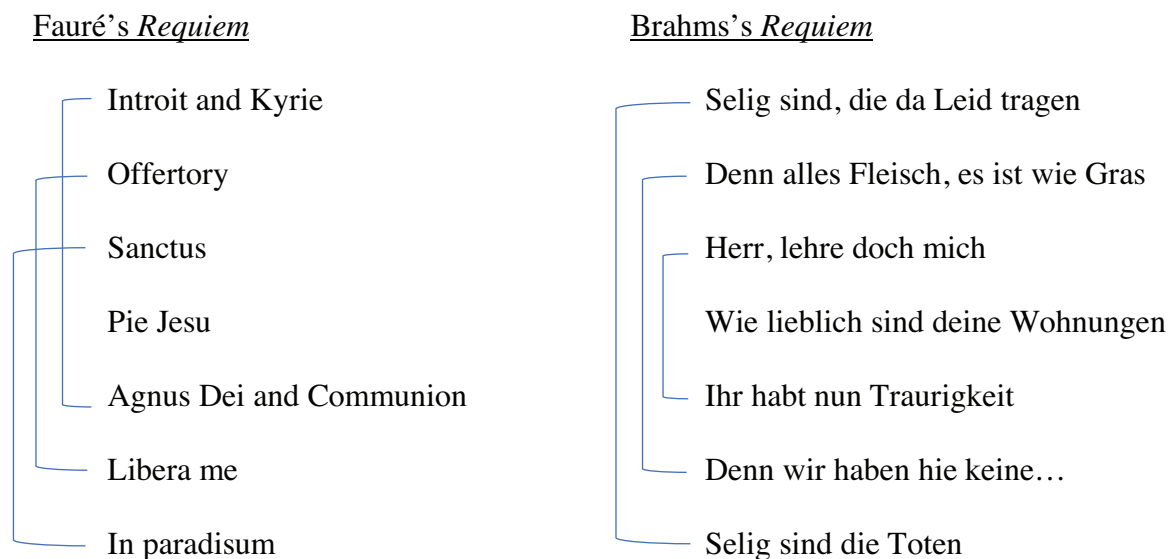 Fauré’s Requiem
Introit and Kyrie
Offertory
Sanctus
Pie Jesu
Agnus Dei and Communion
Libera me
In paradisum
Brahms’s Requiem
Selig sind, die da Leid tragen
Denn alles Fleisch, es ist wie Gras
Herr, lehre doch mich
Wie lieblich sind deine Wohnungen
Ihr habt nun Traurigkeit
Denn wir haben hie keine…
Selig sind die Toten